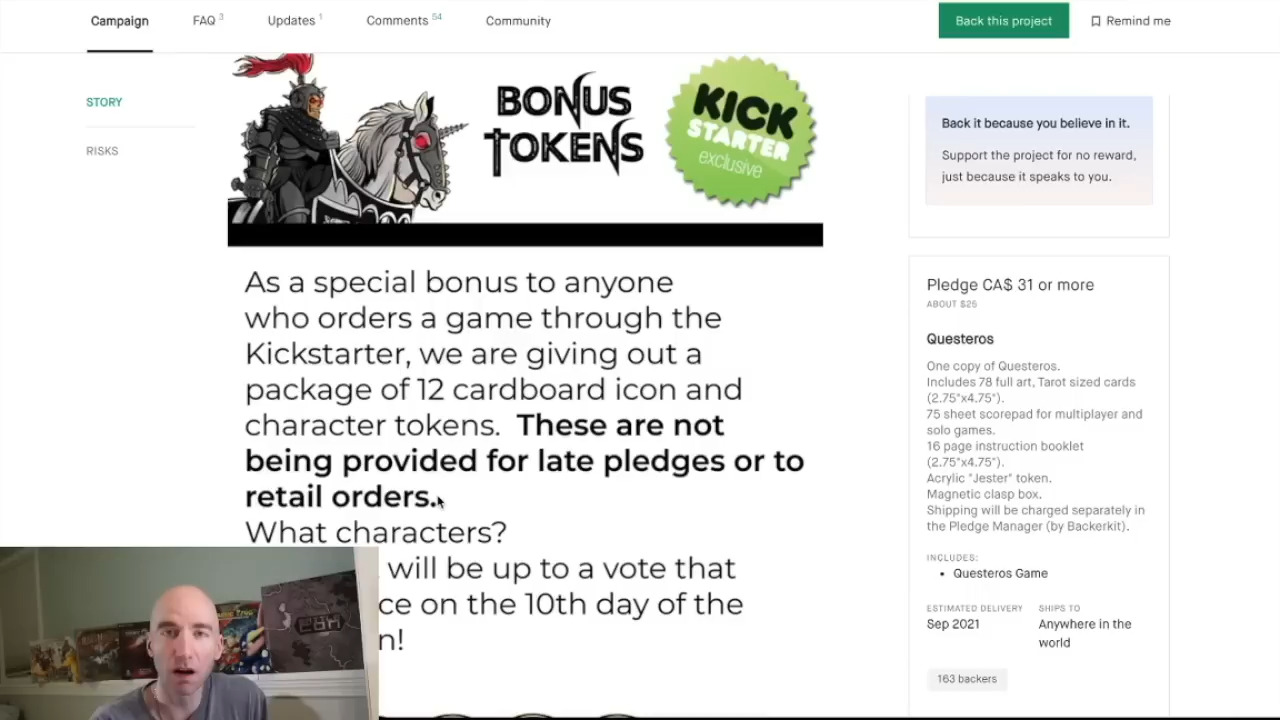 Campaign
FAQ 3
Updates 1
Comments 54
Community
Back this project
Remind me
STORY
RISKS
BONUS
TOKENS
KICK
STARTER
exclusive
As a special bonus to anyone
who orders a game through the
Kickstarter, we are giving out a
package of 12 cardboard icon and
character tokens. These are not
being provided for late pledges or to
retail orders.
What characters?
will be up to a vote that
ce on the 10th day of the
n!
Back it because you believe in it.
Support the project for no reward,
just because it speaks to you.
Pledge CA$ 31 or more
ABOUT $25
Questeros
One copy of Questeros.
Includes 78 full art, Tarot sized cards
(2.75"x4.75").
75 sheet scorepad for multiplayer and
solo games.
16 page instruction booklet
(2.75"x4.75").
Acrylic "Jester" token.
Magnetic clasp box.
Shipping will be charged separately in
the Pledge Manager (by Backerkit).
INCLUDES:
• Questeros Game
ESTIMATED DELIVERY
Sep 2021
SHIPS TO
Anywhere in the
world
163 backers